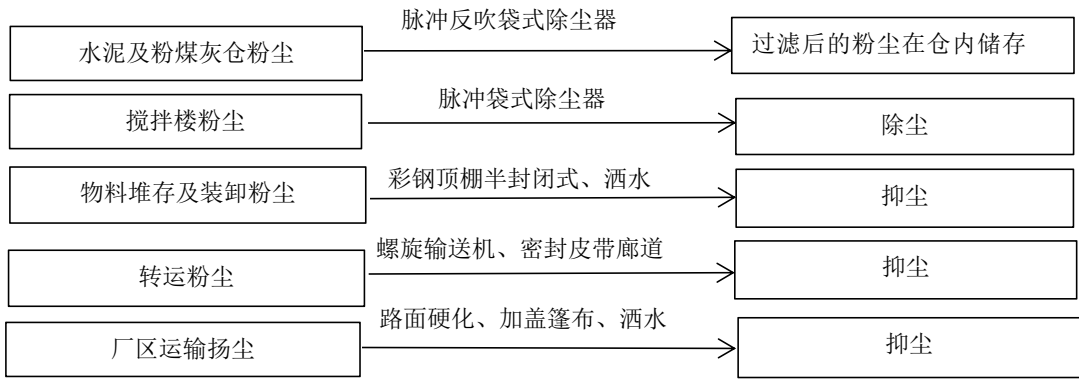 水泥及粉煤灰仓粉尘
脉冲反吹袋式除尘器
过滤后的粉尘在仓内储存
搅拌楼粉尘
脉冲袋式除尘器
除尘
物料堆存及装卸粉尘
彩钢顶棚半封闭式、洒水
抑尘
转运粉尘
螺旋输送机、密封皮带廊道
抑尘
厂区运输扬尘
路面硬化、加盖篷布、洒水
抑尘